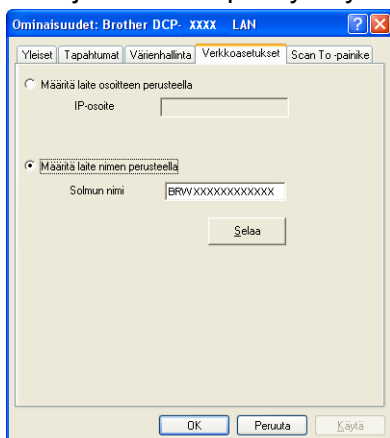 Ominaisuudet: Brother DCP- XXXX LAN
Yleiset Tapahtumat Värienhallinta Verkkoasetukset Scan To -painike
Määritä laite osoitteen perusteella
IP-osoite
Määritä laite nimen perusteella
Solmun nimi BRWXXXXXXXXXXXX
Selaa
OK Peruuta Käytä